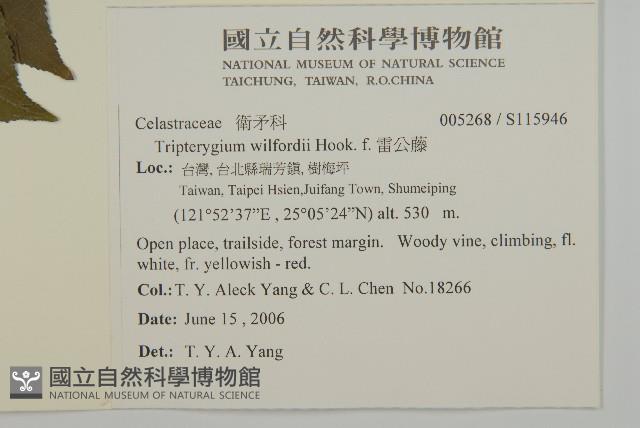 國立自然科學博物館
NATIONAL MUSEUM OF NATURAL SCIENCE
TAICHUNG, TAIWAN, R.O.CHINA
Celastraceae 衛矛科 005268 / S115946
Tripterygium wilfordii Hook. f. 雷公藤
Loc.: 台灣, 台北縣瑞芳鎮, 樹梅坪
Taiwan, Taipei Hsien,Juifang Town, Shumeiping
(121°52'37”E , 25°05'24”N) alt. 530 m.
Open place, trailside, forest margin. Woody vine, climbing, fl.
white, fr. yellowish - red.
Col.: T. Y. Aleck Yang & C. L. Chen No.18266
Date: June 15 , 2006
Det.: T. Y. A. Yang
國立自然科學博物館
NATIONAL MUSEUM OF NATURAL SCIENCE